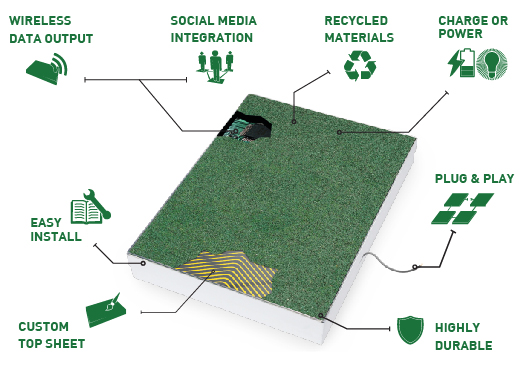 WIRELESS
DATA OUTPUT
SOCIAL MEDIA
INTEGRATION
RECYCLED
MATERIALS
CHARGE OR
POWER
PLUG & PLAY
EASY
INSTALL
CUSTOM
TOP SHEET
HIGHLY
DURABLE